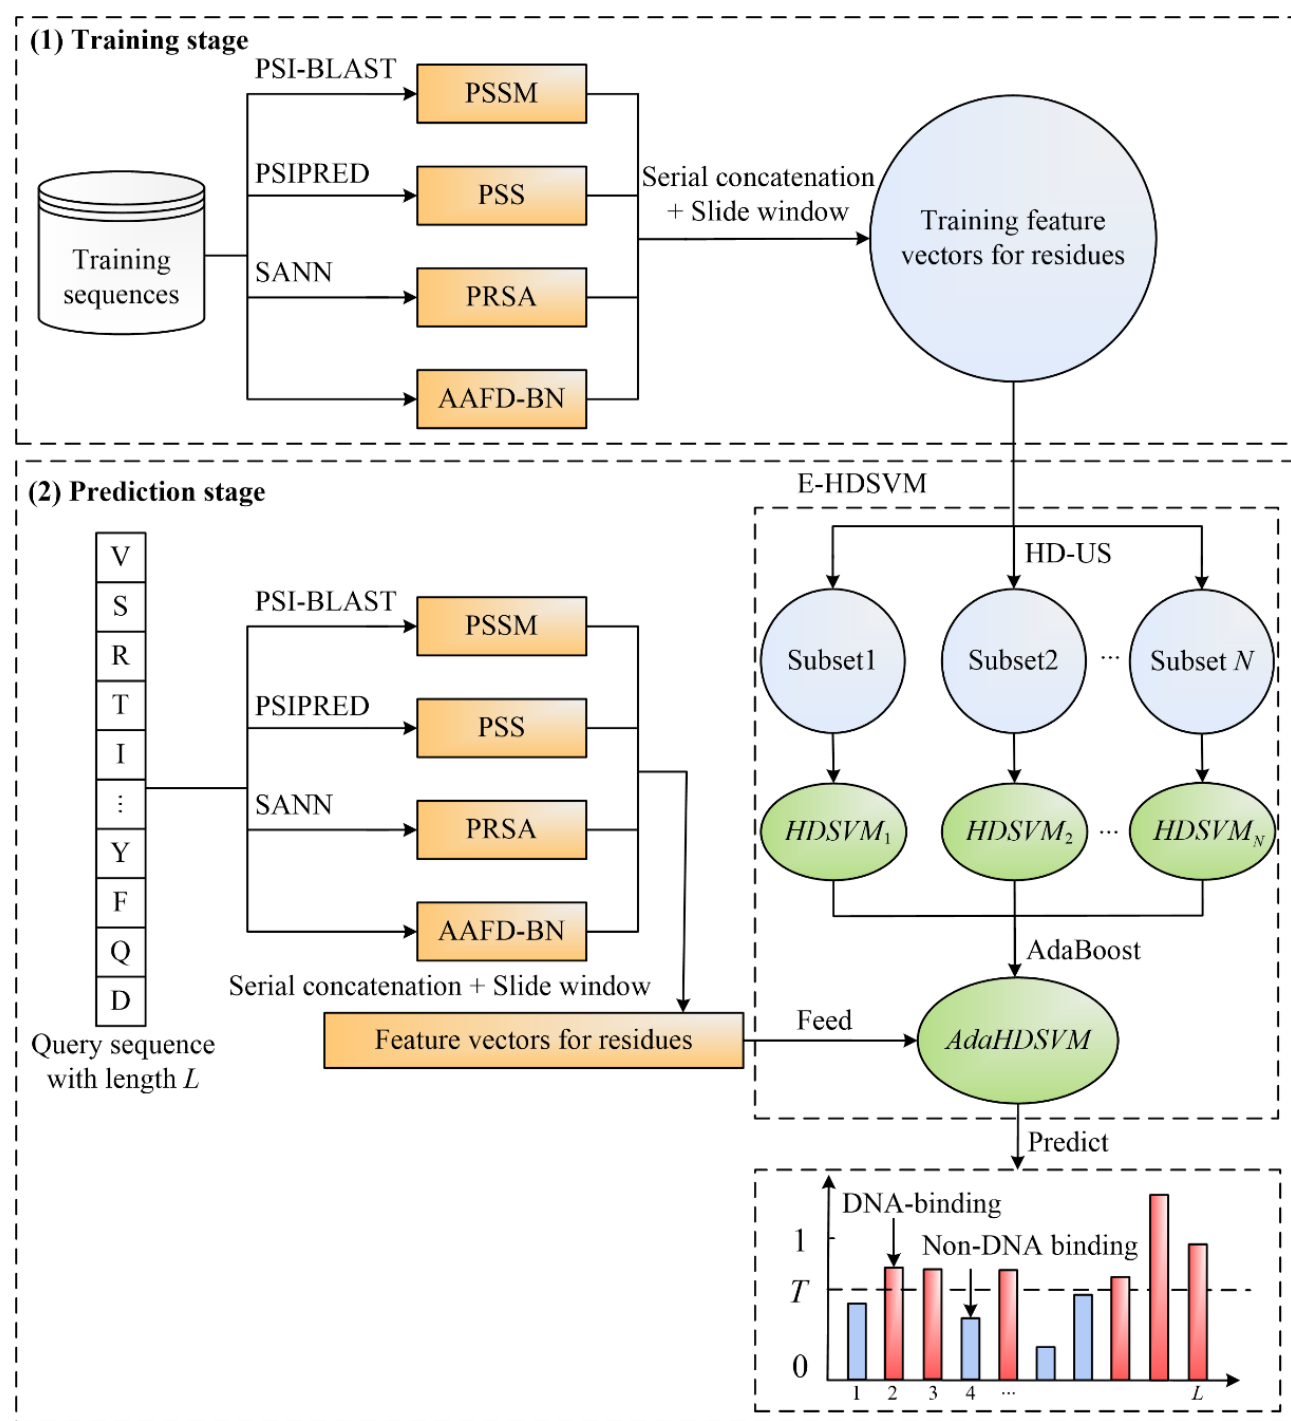 (1) Training stage
PSI-BLAST
PSSM
PSIPRED
PSS
SANN
PRSA
AAFD-BN
Training
sequences
Serial concatenation
+ Slide window
Training feature
vectors for residues
(2) Prediction stage
V
S
R
T
I
⋮
Y
F
Q
D
Query sequence
with length L
PSI-BLAST
PSSM
PSIPRED
PSS
SANN
PRSA
AAFD-BN
Serial concatenation + Slide window
Feature vectors for residues
Feed
E-HDSVM
HD-US
Subset1
Subset2
...
Subset N
HDSVM₁
HDSVM₂
...
HDSVM_N
AdaBoost
AdaHDSVM
Predict
DNA-binding
Non-DNA binding
1
T
0
1 2 3 4 ... L